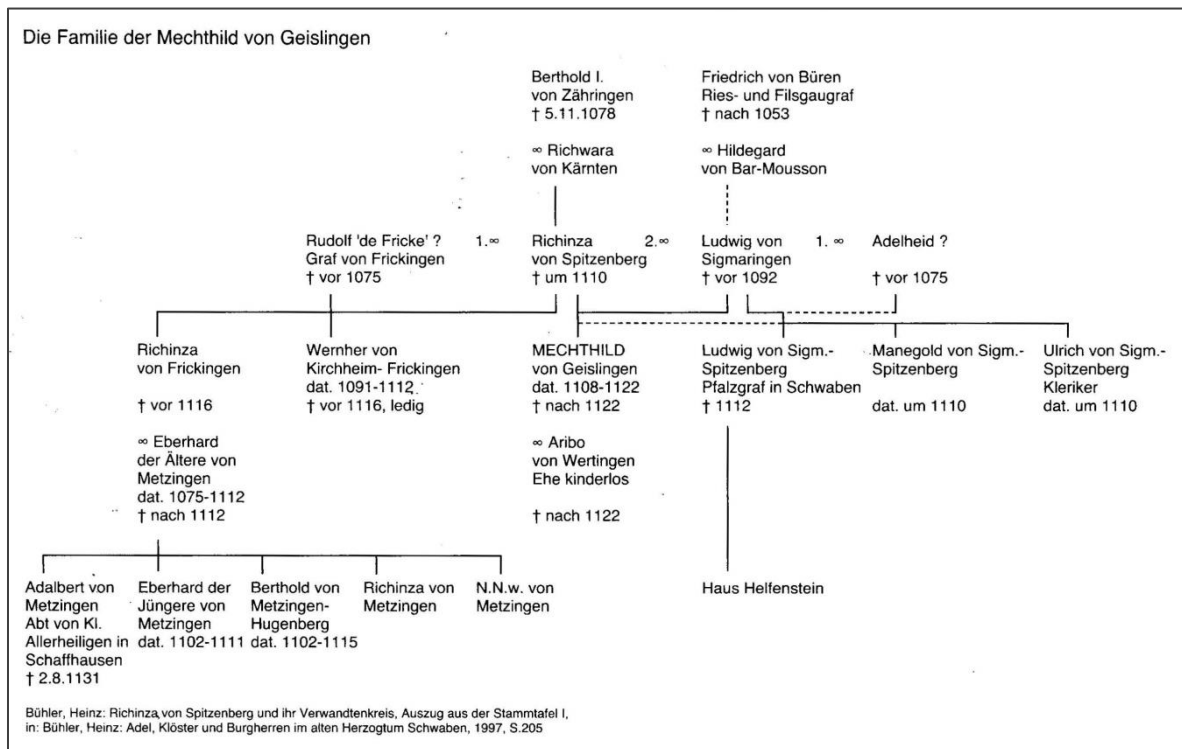 Die Familie der Mechthild von Geislingen
Berthold I.
von Zähringen
† 5.11.1078
∞ Richwara
von Kärnten
Friedrich von Büren
Ries- und Filsgaugraf
† nach 1053
∞ Hildegard
von Bar-Mousson
Rudolf 'de Fricke' ?
Graf von Frickingen
† vor 1075
1.∞
Richinza
von Spitzenberg
† um 1110
2.∞
Ludwig von
Sigmaringen
† vor 1092
1. ∞
Adelheid ?
† vor 1075
Richinza
von Frickingen
† vor 1116
∞ Eberhard
der Ältere von
Metzingen
dat. 1075-1112
† nach 1112
Wernher von
Kirchheim- Frickingen
dat. 1091-1112
† vor 1116, ledig
MECHTHILD
von Geislingen
dat. 1108-1122
† nach 1122
∞ Aribo
von Wertingen
Ehe kinderlos
† nach 1122
Ludwig von Sigm.-
Spitzenberg
Pfalzgraf in Schwaben
† 1112
Manegold von Sigm.-
Spitzenberg
dat. um 1110
Ulrich von Sigm.-
Spitzenberg
Kleriker
dat. um 1110
Adalbert von
Metzingen
Abt von Kl.
Allerheiligen in
Schaffhausen
† 2.8.1131
Eberhard der
Jüngere von
Metzingen
dat. 1102-1111
Berthold von
Metzingen-
Hugenberg
dat. 1102-1115
Richinza von
Metzingen
N.N.w. von
Metzingen
Haus Helfenstein
Bühler, Heinz: Richinza von Spitzenberg und ihr Verwandtenkreis, Auszug aus der Stammtafel I,
in: Bühler, Heinz: Adel, Klöster und Burgherren im alten Herzogtum Schwaben, 1997, S.205